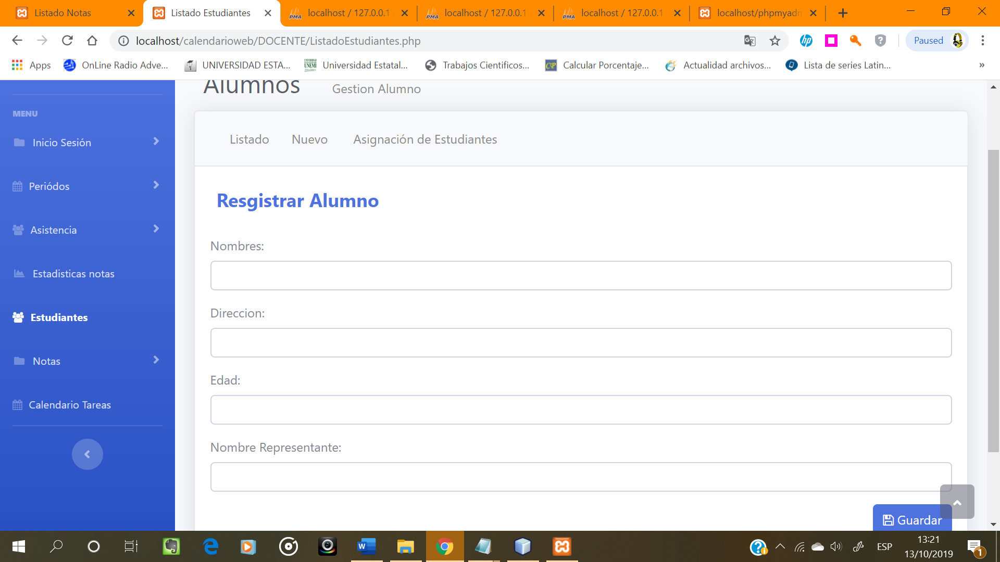 Listado Notas
Listado Estudiantes
localhost / 127.0.0.1
localhost / 127.0.0.1
localhost / 127.0.0.1
localhost/phpmyadm
localhost/calendarioweb/DOCENTE/ListadoEstudiantes.php
Paused
Apps
OnLine Radio Adve...
UNIVERSIDAD ESTA...
Universidad Estatal...
Trabajos Cientificos...
Calcular Porcentaje...
Actualidad archivos...
Lista de series Latin...
»
Alumnos
Gestion Alumno
MENU
Inicio Sesión
Periódos
Asistencia
Estadisticas notas
Estudiantes
Notas
Calendario Tareas
Listado
Nuevo
Asignación de Estudiantes
Resgistrar Alumno
Nombres:
Direccion:
Edad:
Nombre Representante:
Guardar
ESP
13:21
13/10/2019
1